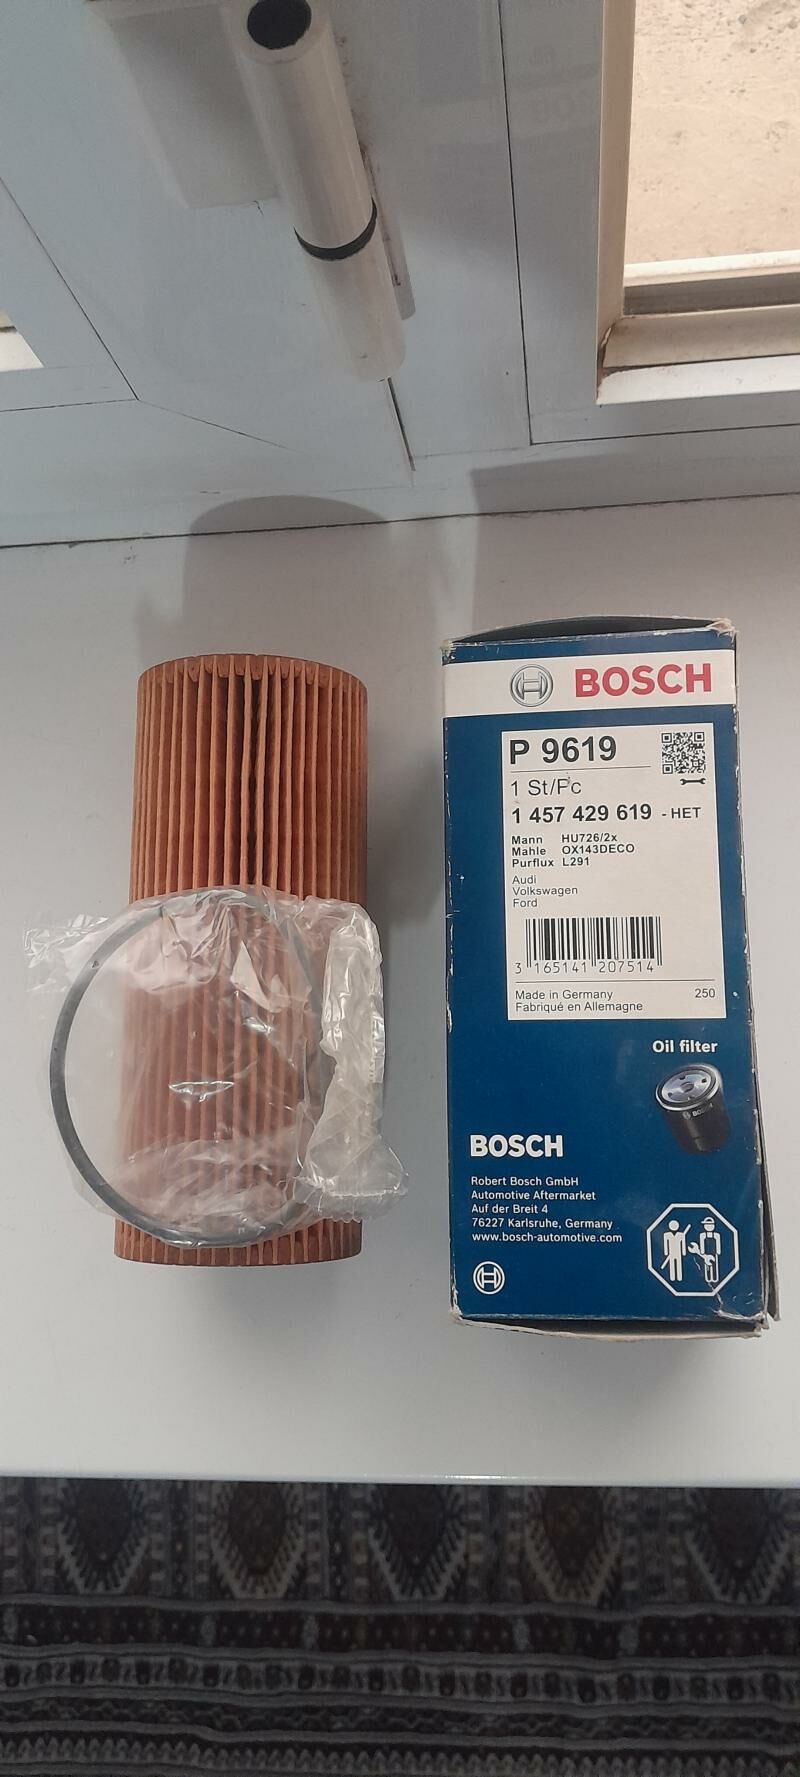 BOSCH
P 9619
1 St/Pc
1 457 429 619 - HET
Mann HU726/2x
Mahle OX143DECO
Purflux L291
Audi
Volkswagen
Ford
3 165141 207514
Made in Germany 250
Fabriqué en Allemagne
Oil filter
BOSCH
BOSCH
Robert Bosch GmbH
Automotive Aftermarket
Auf der Breit 4
76227 Karlsruhe, Germany
www.bosch-automotive.com